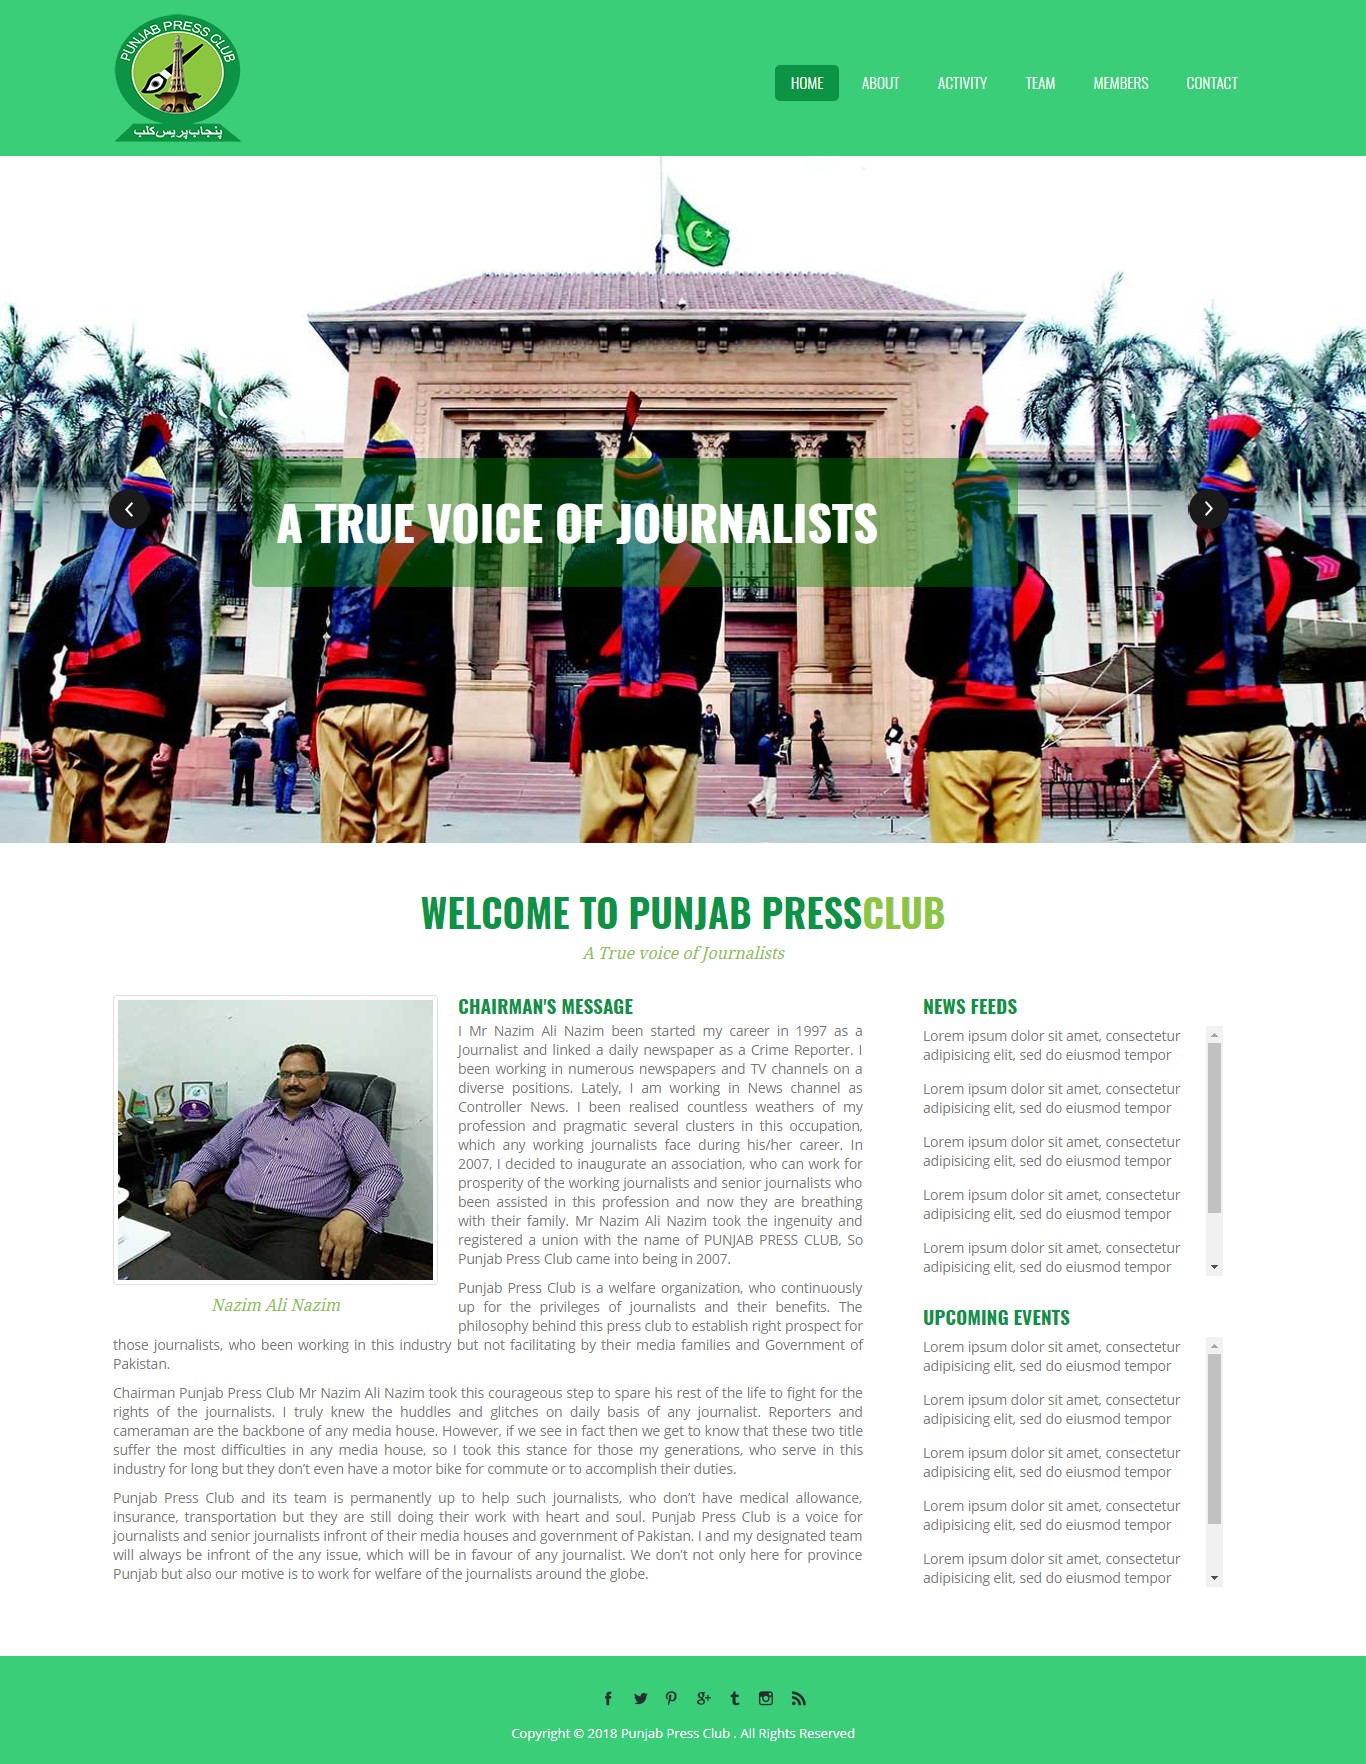 PUNJAB PRESS CLUB
پنجاب پریس کلب
HOME
ABOUT
ACTIVITY
TEAM
MEMBERS
CONTACT
A TRUE VOICE OF JOURNALISTS
WELCOME TO PUNJAB PRESSCLUB
A True voice of Journalists
Nazim Ali Nazim
CHAIRMAN'S MESSAGE
I Mr Nazim Ali Nazim been started my career in 1997 as a
Journalist and linked a daily newspaper as a Crime Reporter. I
been working in numerous newspapers and TV channels on a
diverse positions. Lately, I am working in News channel as
Controller News. I been realised countless weathers of my
profession and pragmatic several clusters in this occupation,
which any working journalists face during his/her career. In
2007, I decided to inaugurate an association, who can work for
prosperity of the working journalists and senior journalists who
been assisted in this profession and now they are breathing
with their family. Mr Nazim Ali Nazim took the ingenuity and
registered a union with the name of PUNJAB PRESS CLUB, So
Punjab Press Club came into being in 2007.
Punjab Press Club is a welfare organization, who continuously
up for the privileges of journalists and their benefits. The
philosophy behind this press club to establish right prospect for
those journalists, who been working in this industry but not facilitating by their media families and Government of
Pakistan.
Chairman Punjab Press Club Mr Nazim Ali Nazim took this courageous step to spare his rest of the life to fight for the
rights of the journalists. I truly knew the huddles and glitches on daily basis of any journalist. Reporters and
cameraman are the backbone of any media house. However, if we see in fact then we get to know that these two title
suffer the most difficulties in any media house, so I took this stance for those my generations, who serve in this
industry for long but they don’t even have a motor bike for commute or to accomplish their duties.
Punjab Press Club and its team is permanently up to help such journalists, who don’t have medical allowance,
insurance, transportation but they are still doing their work with heart and soul. Punjab Press Club is a voice for
journalists and senior journalists infront of their media houses and government of Pakistan. I and my designated team
will always be infront of the any issue, which will be in favour of any journalist. We don’t not only here for province
Punjab but also our motive is to work for welfare of the journalists around the globe.
NEWS FEEDS
Lorem ipsum dolor sit amet, consectetur
adipisicing elit, sed do eiusmod tempor
Lorem ipsum dolor sit amet, consectetur
adipisicing elit, sed do eiusmod tempor
Lorem ipsum dolor sit amet, consectetur
adipisicing elit, sed do eiusmod tempor
Lorem ipsum dolor sit amet, consectetur
adipisicing elit, sed do eiusmod tempor
Lorem ipsum dolor sit amet, consectetur
adipisicing elit, sed do eiusmod tempor
UPCOMING EVENTS
Lorem ipsum dolor sit amet, consectetur
adipisicing elit, sed do eiusmod tempor
Lorem ipsum dolor sit amet, consectetur
adipisicing elit, sed do eiusmod tempor
Lorem ipsum dolor sit amet, consectetur
adipisicing elit, sed do eiusmod tempor
Lorem ipsum dolor sit amet, consectetur
adipisicing elit, sed do eiusmod tempor
Lorem ipsum dolor sit amet, consectetur
adipisicing elit, sed do eiusmod tempor
Copyright © 2018 Punjab Press Club . All Rights Reserved